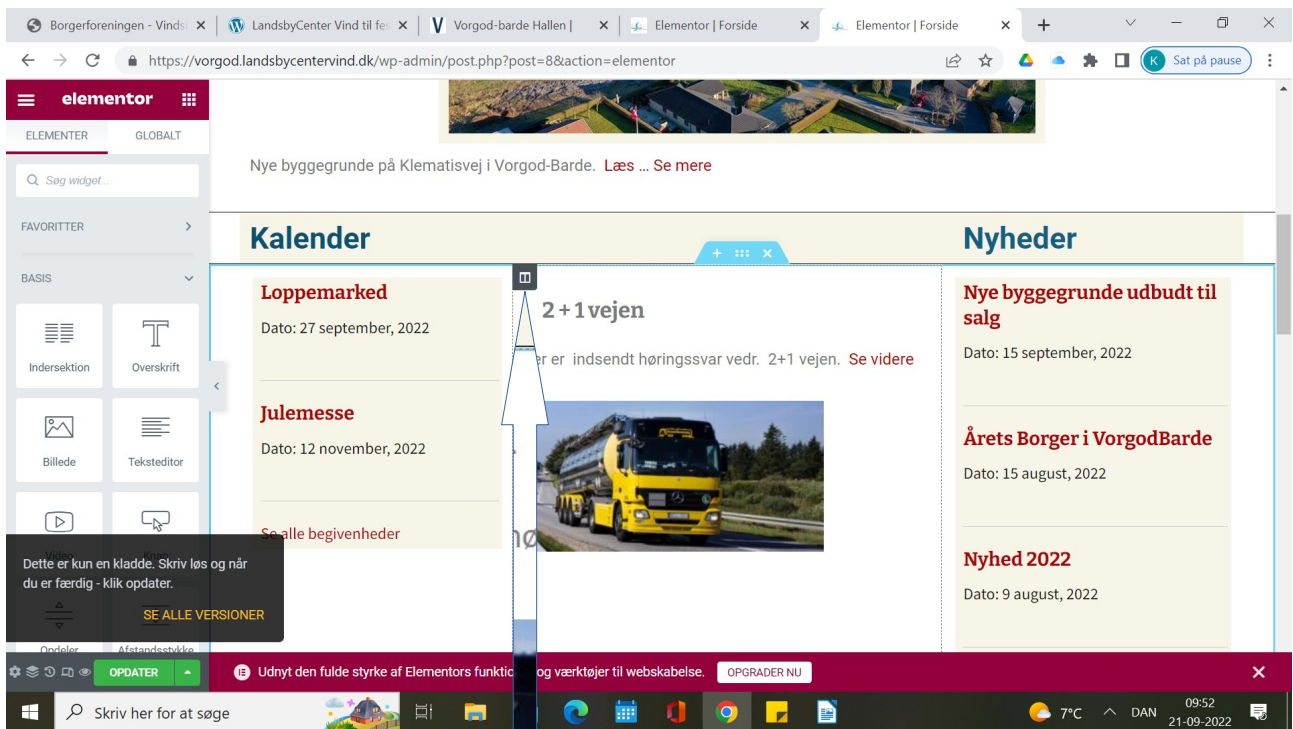 Borgerforeningen - Vinds
LandsbyCenter Vind til fes
Vorgod-barde Hallen |
Elementor | Forside
Elementor | Forside
https://vorgod.landsbycentervind.dk/wp-admin/post.php?post=8&action=elementor
K
Sat på pause
elementor
ELEMENTER
GLOBALT
Søg widget...
FAVORITTER
BASIS
Indersektion
Overskrift
Billede
Teksteditor
Video
Knap
Dette er kun en kladde. Skriv løs og når
du er færdig - klik opdater.
SE ALLE VERSIONER
Opdeler
Afstandsstykke
OPDATER
Nye byggegrunde på Klematisvej i Vorgod-Barde. Læs ... Se mere
Kalender
Nyheder
Loppemarked
Dato: 27 september, 2022
Julemesse
Dato: 12 november, 2022
Se alle begivenheder
2 + 1 vejen
er er indsendt høringssvar vedr. 2+1 vejen. Se videre
Nye byggegrunde udbudt til
salg
Dato: 15 september, 2022
Årets Borger i VorgodBarde
Dato: 15 august, 2022
Nyhed 2022
Dato: 9 august, 2022
Udnyt den fulde styrke af Elementors funktio og værktøjer til webskabelse.
OPGRADER NU
Skriv her for at søge
7°C
DAN
09:52
21-09-2022